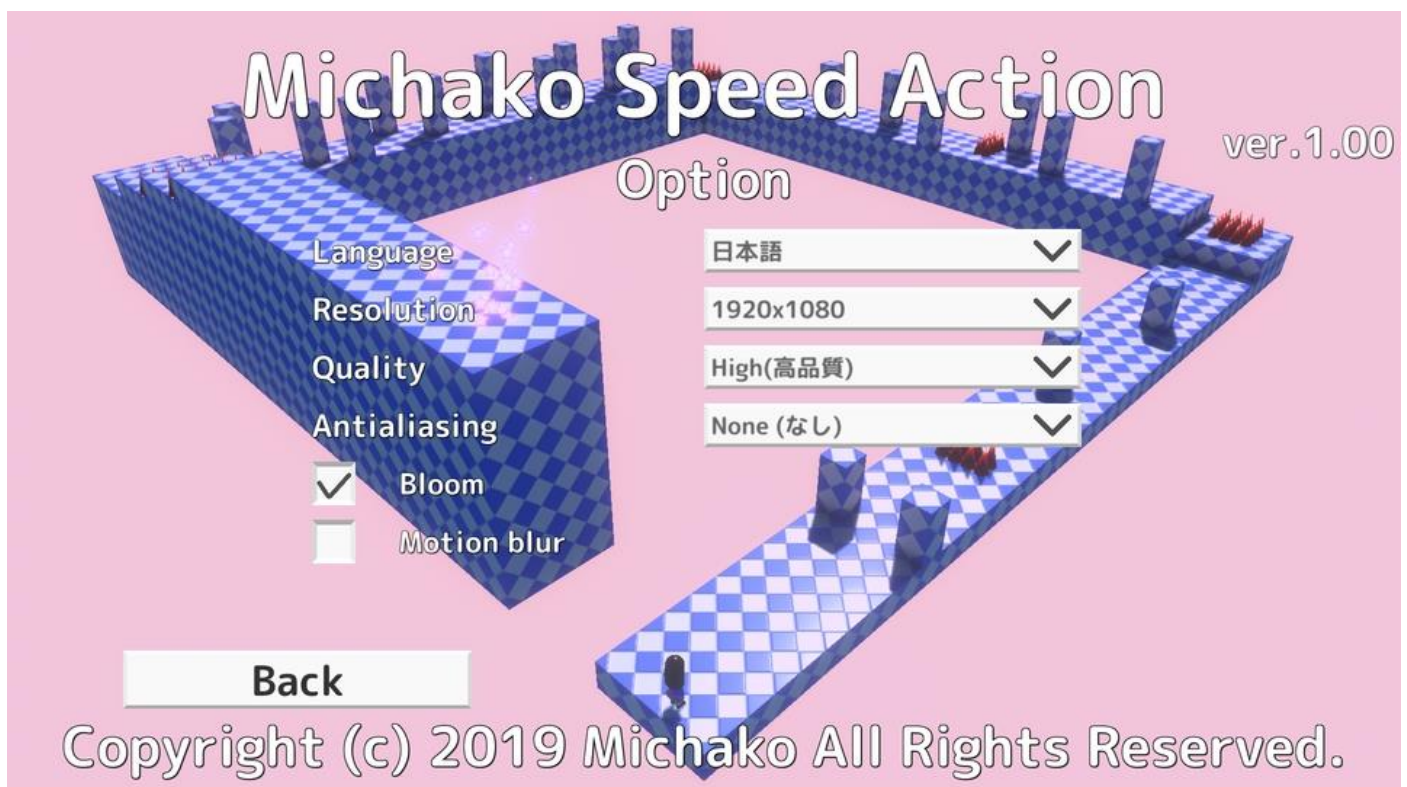 Michako Speed Action
ver.1.00
Option
Language 日本語
Resolution 1920x1080
Quality High(高品質)
Antialiasing None (なし)
Bloom
Motion blur
Back
Copyright (c) 2019 Michako All Rights Reserved.